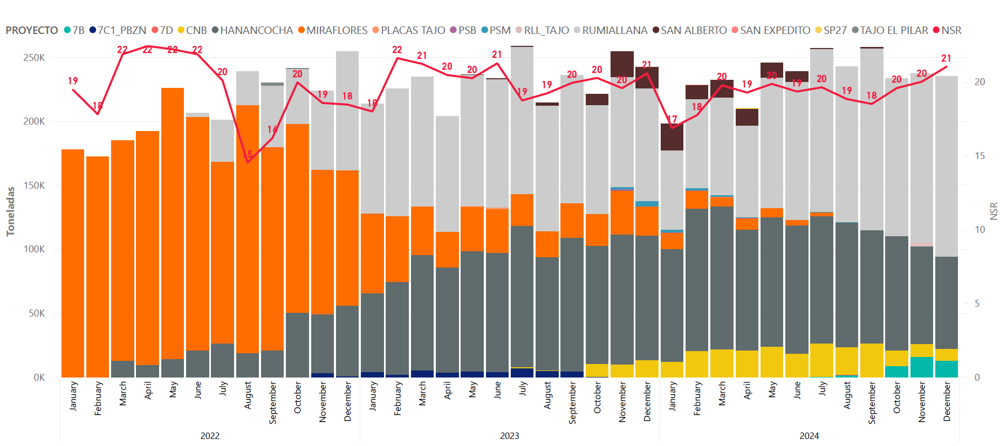 PROYECTO 7B 7C1_PBZN 7D CNB HANANCOCHA MIRAFLORES PLACAS TAJO PSB PSM RLL_TAJO RUMIALLANA SAN ALBERTO SAN EXPEDITO SP27 TAJO EL PILAR NSR
250K
200K
150K
100K
50K
0K
Toneladas
19 18 22 22 22 22 20 15 16 20 19 18 18 22 21 20 20 21 19 19 20 20 20 21 17 18 20 19 20 19 20 19 18 20 20 21
20
15
10
5
0
NSR
January February March April May June July August September October November December January February March April May June July August September October November December January February March April May June July August September October November December
2022 2023 2024